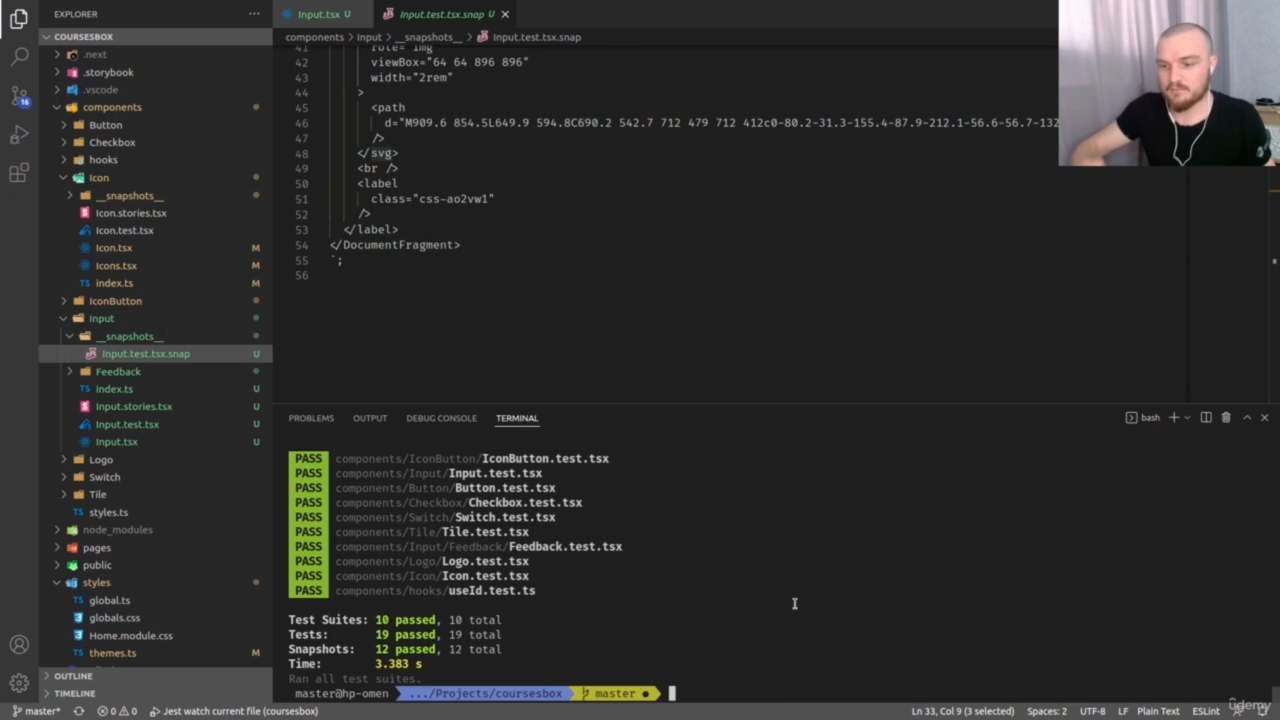 EXPLORER
COURSESBOX
.next
.storybook
.vscode
components
Button
Checkbox
hooks
Icon
__snapshots__
Icon.stories.tsx
Icon.test.tsx
Icon.tsx M
Icons.tsx M
index.ts M
IconButton
Input
__snapshots__
Input.test.tsx.snap U
Feedback
index.ts U
Input.stories.tsx U
Input.test.tsx U
Input.tsx U
Logo
Switch
Tile
styles.ts
node_modules
pages
public
styles
global.ts
globals.css
Home.module.css
themes.ts M
OUTLINE
TIMELINE
16
Input.tsx U
Input.test.tsx.snap U
components > Input > __snapshots__ > Input.test.tsx.snap
41 role="img"
42 viewBox="64 64 896 896"
43 width="2rem"
44 >
45 <path
46 d="M909.6 854.5L649.9 594.8C690.2 542.7 712 479 712 412c0-80.2-31.3-155.4-87.9-212.1-56.6-56.7-132
47 />
48 </svg>
49 <br />
50 <label
51 class="css-ao2vw1"
52 />
53 </label>
54 </DocumentFragment>
55 `;
56
PROBLEMS OUTPUT DEBUG CONSOLE TERMINAL
bash
PASS components/IconButton/IconButton.test.tsx
PASS components/Input/Input.test.tsx
PASS components/Button/Button.test.tsx
PASS components/Checkbox/Checkbox.test.tsx
PASS components/Switch/Switch.test.tsx
PASS components/Tile/Tile.test.tsx
PASS components/Input/Feedback/Feedback.test.tsx
PASS components/Logo/Logo.test.tsx
PASS components/Icon/Icon.test.tsx
PASS components/hooks/useId.test.ts
Test Suites: 10 passed, 10 total
Tests: 19 passed, 19 total
Snapshots: 12 passed, 12 total
Time: 3.383 s
Ran all test suites.
master@hp-omen .../Projects/coursesbox master ●
master* 0 0 Jest watch current file (coursesbox) Ln 33, Col 9 (3 selected) Spaces: 2 UTF-8 LF Plain Text ESLint
udemy